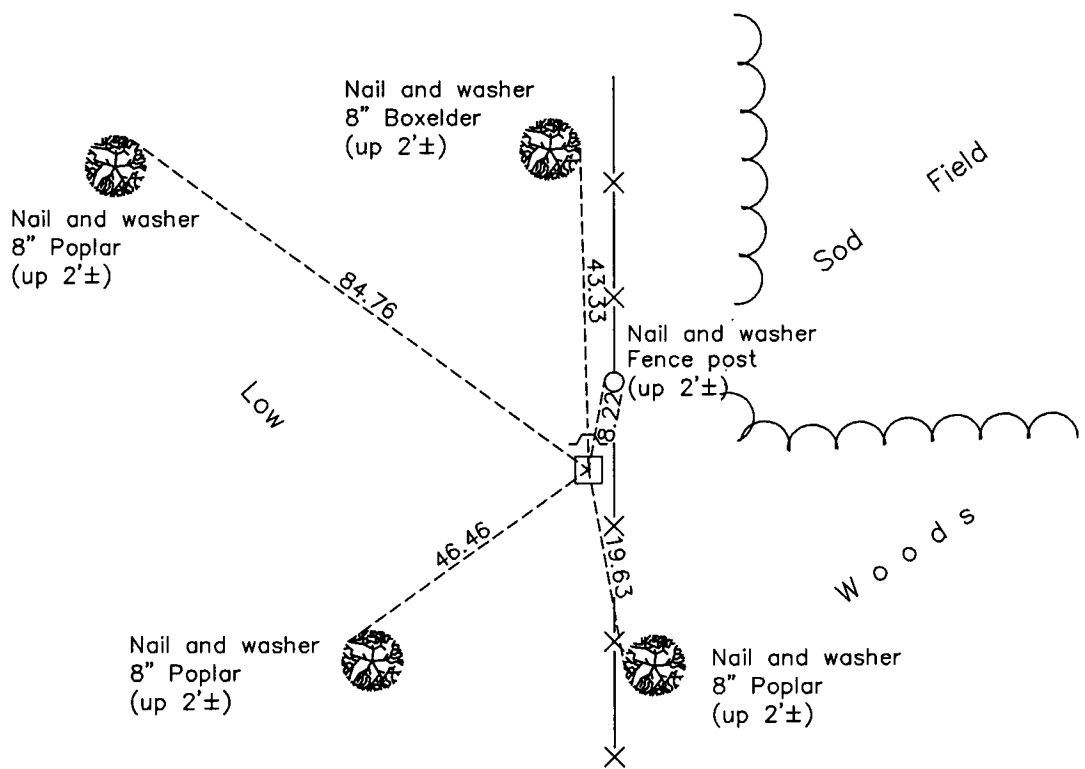 Nail and washer
8" Boxelder
(up 2'±)
Nail and washer
8" Poplar
(up 2'±)
84.76
43.33
Field
Sod
Nail and washer
Fence post
(up 2'±)
8.22
Low
46.46
19.63
Woods
Nail and washer
8" Poplar
(up 2'±)
Nail and washer
8" Poplar
(up 2'±)